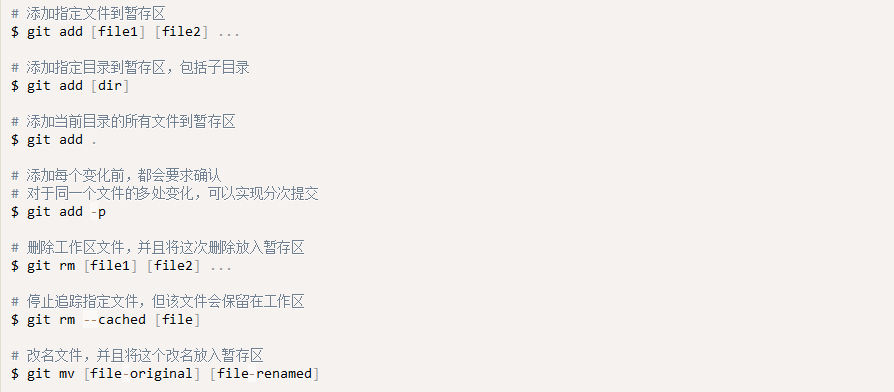 # 添加指定文件到暂存区
$ git add [file1] [file2] ...
# 添加指定目录到暂存区，包括子目录
$ git add [dir]
# 添加当前目录的所有文件到暂存区
$ git add .
# 添加每个变化前，都会要求确认
# 对于同一个文件的多处变化，可以实现分次提交
$ git add -p
# 删除工作区文件，并且将这次删除放入暂存区
$ git rm [file1] [file2] ...
# 停止追踪指定文件，但该文件会保留在工作区
$ git rm --cached [file]
# 改名文件，并且将这个改名放入暂存区
$ git mv [file-original] [file-renamed]